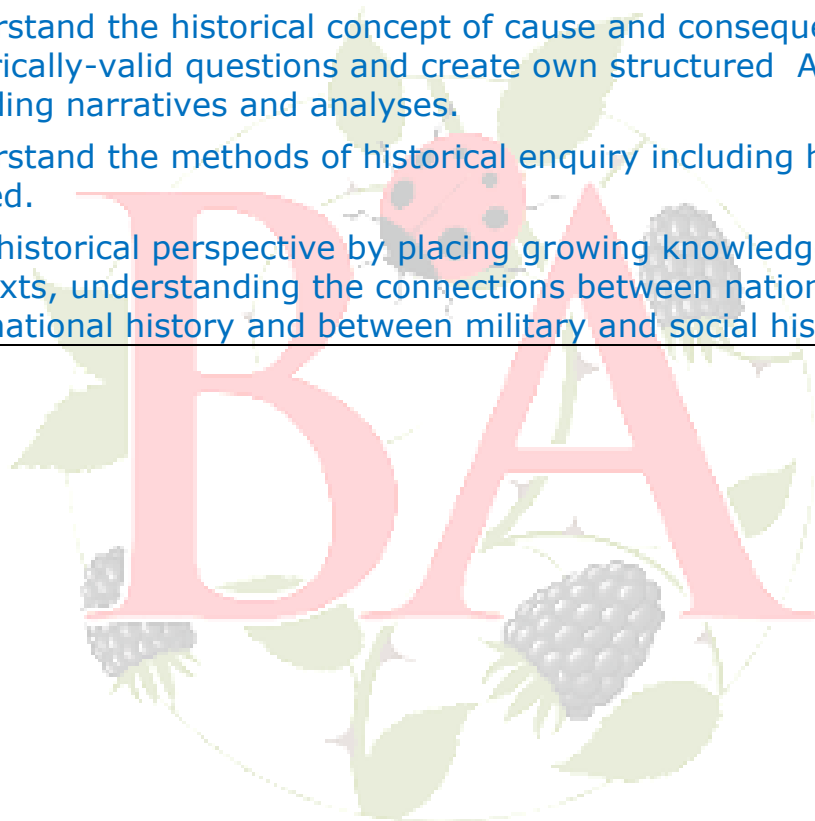 rstand the historical concept of cause and conseque
rically-valid questions and create own structured A
ding narratives and analyses.
rstand the methods of historical enquiry including h
ed.
historical perspective by placing growing knowledg
xts, understanding the connections between nation
national history and between military and social his
BA